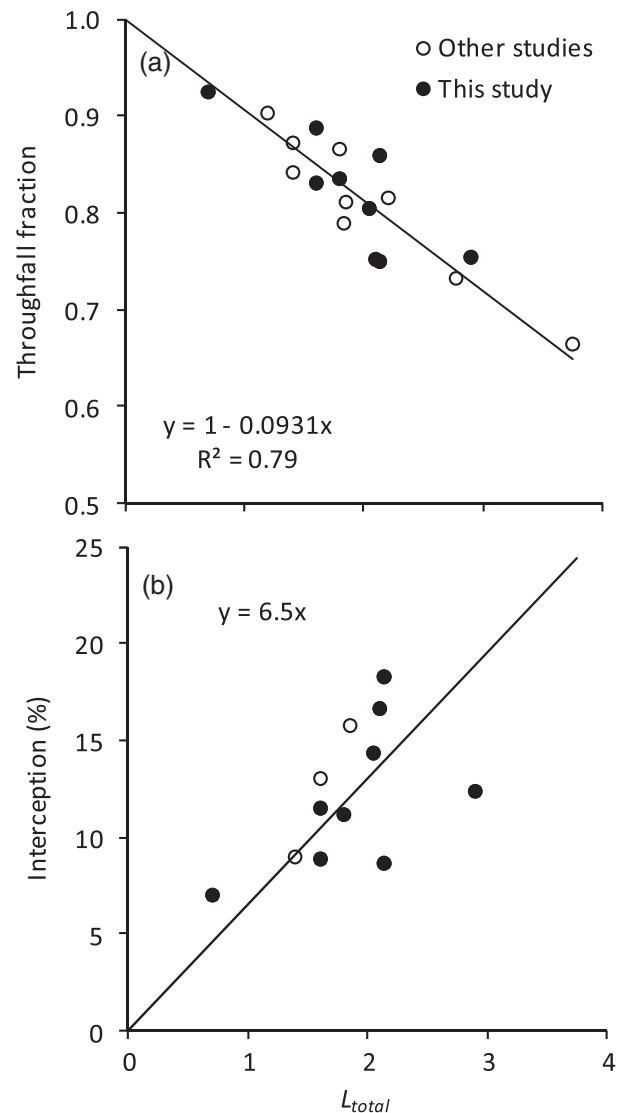 1.0
(a)
Other studies
This study
0.9
0.8
0.7
0.6
0.5
Throughfall fraction
y = 1 - 0.0931x
R² = 0.79
25
(b)
y = 6.5x
20
15
10
5
0
Interception (%)
0 1 2 3 4
L_total